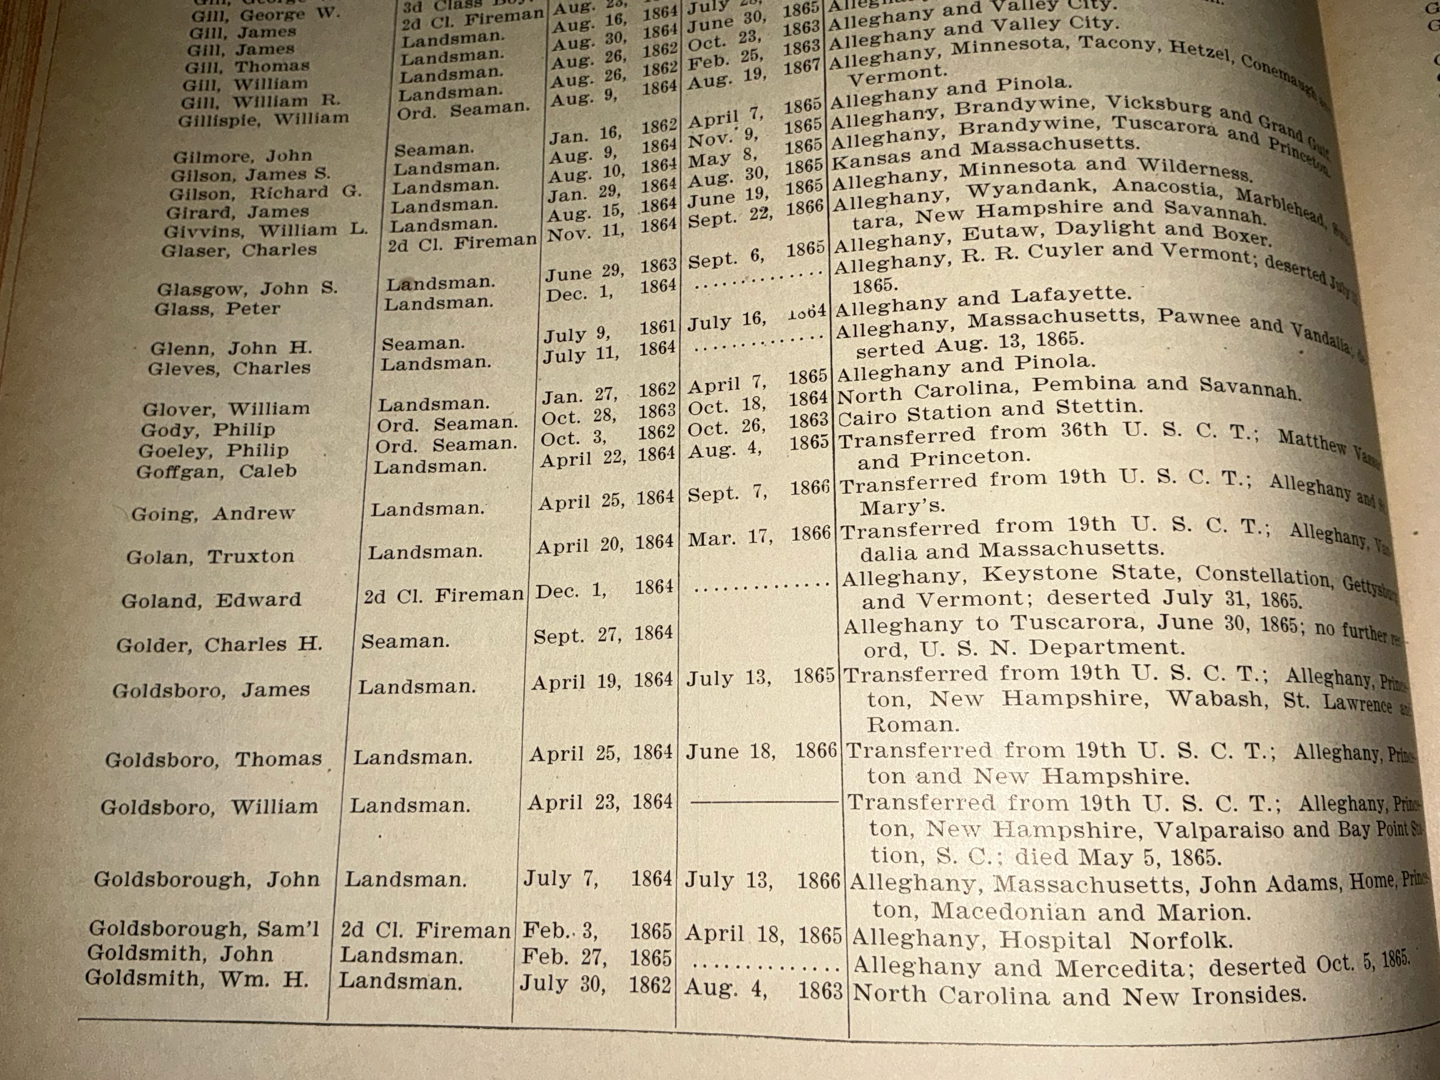 Gill, George W. 3d Class
Gill, James 2d Cl. Fireman Aug.
Gill, James Landsman. Aug. 16, 1864 July
Gill, Thomas Landsman. Aug. 30, 1864 June 30, 1865
Gill, William Landsman. Aug. 26, 1862 Oct. 23, 1863 Alleghany and Valley City.
Gill, William R. Landsman. Aug. 26, 1862 Feb. 25, 1863 Alleghany and Valley City.
Gillispie, William Ord. Seaman. Aug. 9, 1864 Aug. 19, 1867 Alleghany, Minnesota, Tacony, Hetzel, Conemaugh
Vermont.
Gilmore, John Seaman. Jan. 16, 1862 April 7, 1865 Alleghany and Pinola.
Gilson, James S. Landsman. Aug. 9, 1864 Nov. 9, 1865 Alleghany, Brandywine, Vicksburg and Grand Gulf.
Gilson, Richard G. Landsman. Aug. 10, 1864 May 8, 1865 Alleghany, Brandywine, Tuscarora and Princeton.
Girard, James Landsman. Jan. 29, 1864 Aug. 30, 1865 Kansas and Massachusetts.
Givvins, William L. Landsman. Aug. 15, 1864 June 19, 1865 Alleghany, Minnesota and Wilderness.
Glaser, Charles 2d Cl. Fireman Nov. 11, 1864 Sept. 22, 1866 Alleghany, Wyandank, Anacostia, Marblehead,
tara, New Hampshire and Savannah.
Glasgow, John S. Landsman. June 29, 1863 Sept. 6, 1865 Alleghany, Eutaw, Daylight and Boxer.
Glass, Peter Landsman. Dec. 1, 1864 .............. Alleghany, R. R. Cuyler and Vermont; deserted July
1865.
Glenn, John H. Seaman. July 9, 1861 July 16, 1864 Alleghany and Lafayette.
Gleves, Charles Landsman. July 11, 1864 .............. Alleghany, Massachusetts, Pawnee and Vandalia; de-
serted Aug. 13, 1865.
Glover, William Landsman. Jan. 27, 1862 April 7, 1865 Alleghany and Pinola.
Gody, Philip Ord. Seaman. Oct. 28, 1863 Oct. 18, 1864 North Carolina, Pembina and Savannah.
Goeley, Philip Ord. Seaman. Oct. 3, 1862 Oct. 26, 1863 Cairo Station and Stettin.
Goffgan, Caleb Landsman. April 22, 1864 Aug. 4, 1865 Transferred from 36th U. S. C. T.; Matthew Vassar
and Princeton.
Going, Andrew Landsman. April 25, 1864 Sept. 7, 1866 Transferred from 19th U. S. C. T.; Alleghany and
Mary's.
Golan, Truxton Landsman. April 20, 1864 Mar. 17, 1866 Transferred from 19th U. S. C. T.; Alleghany, Van-
dalia and Massachusetts.
Goland, Edward 2d Cl. Fireman Dec. 1, 1864 .............. Alleghany, Keystone State, Constellation, Gettysburg
and Vermont; deserted July 31, 1865.
Golder, Charles H. Seaman. Sept. 27, 1864 Alleghany to Tuscarora, June 30, 1865; no further rec-
ord, U. S. N. Department.
Goldsboro, James Landsman. April 19, 1864 July 13, 1865 Transferred from 19th U. S. C. T.; Alleghany, Prince-
ton, New Hampshire, Wabash, St. Lawrence and
Roman.
Goldsboro, Thomas Landsman. April 25, 1864 June 18, 1866 Transferred from 19th U. S. C. T.; Alleghany, Prince-
ton and New Hampshire.
Goldsboro, William Landsman. April 23, 1864 ———— Transferred from 19th U. S. C. T.; Alleghany, Prince-
ton, New Hampshire, Valparaiso and Bay Point Sta-
tion, S. C.; died May 5, 1865.
Goldsborough, John Landsman. July 7, 1864 July 13, 1866 Alleghany, Massachusetts, John Adams, Home, Prince-
ton, Macedonian and Marion.
Goldsborough, Sam'l 2d Cl. Fireman Feb. 3, 1865 April 18, 1865 Alleghany, Hospital Norfolk.
Goldsmith, John Landsman. Feb. 27, 1865 .............. Alleghany and Mercedita; deserted Oct. 5, 1865.
Goldsmith, Wm. H. Landsman. July 30, 1862 Aug. 4, 1863 North Carolina and New Ironsides.